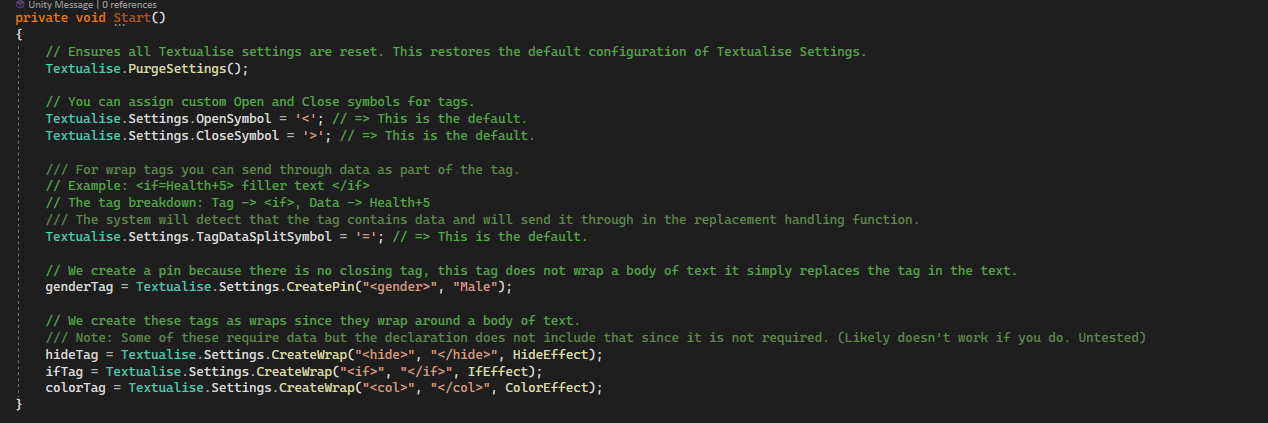 Unity Message | 0 references
private void Start()
{
// Ensures all Textualise settings are reset. This restores the default configuration of Textualise Settings.
Textualise.PurgeSettings();
// You can assign custom Open and Close symbols for tags.
Textualise.Settings.OpenSymbol = '<'; // => This is the default.
Textualise.Settings.CloseSymbol = '>'; // => This is the default.
/// For wrap tags you can send through data as part of the tag.
// Example: <if=Health+5> filler text </if>
// The tag breakdown: Tag -> <if>, Data -> Health+5
/// The system will detect that the tag contains data and will send it through in the replacement handling function.
Textualise.Settings.TagDataSplitSymbol = '='; // => This is the default.
// We create a pin because there is no closing tag, this tag does not wrap a body of text it simply replaces the tag in the text.
genderTag = Textualise.Settings.CreatePin("<gender>", "Male");
// We create these tags as wraps since they wrap around a body of text.
/// Note: Some of these require data but the declaration does not include that since it is not required. (Likely doesn't work if you do. Untested)
hideTag = Textualise.Settings.CreateWrap("<hide>", "</hide>", HideEffect);
ifTag = Textualise.Settings.CreateWrap("<if>", "</if>", IfEffect);
colorTag = Textualise.Settings.CreateWrap("<col>", "</col>", ColorEffect);
}